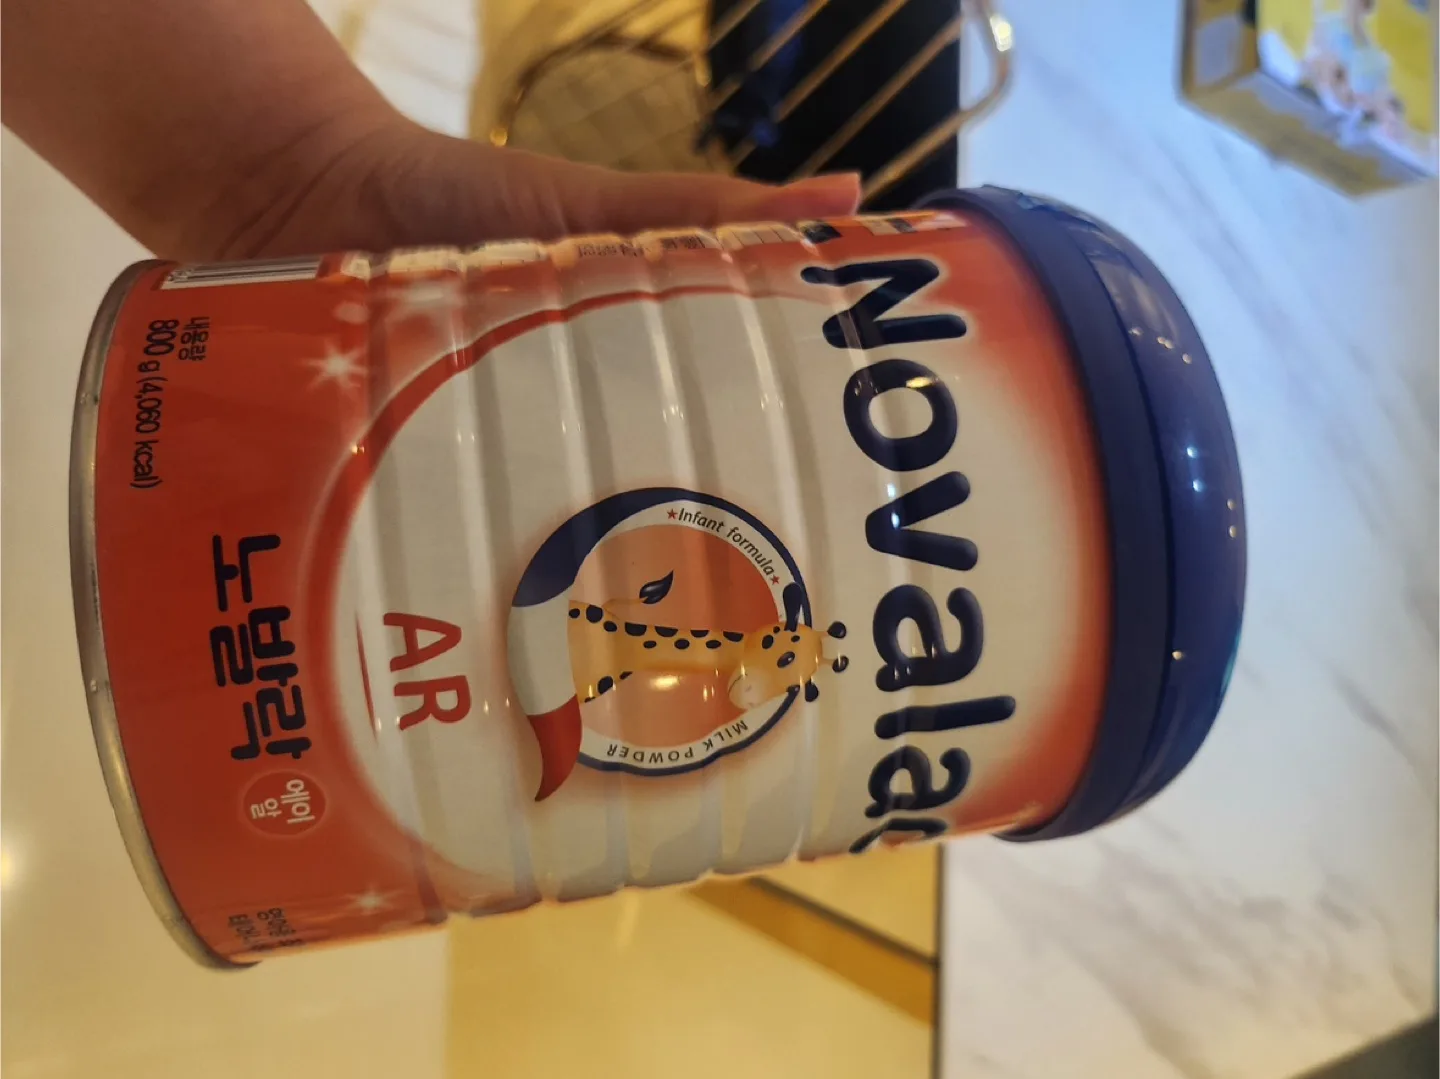 Novalac
★Infant formula★
MILK POWDER
AR
노발락
에이
알
내용량
800 g (4,060 kcal)